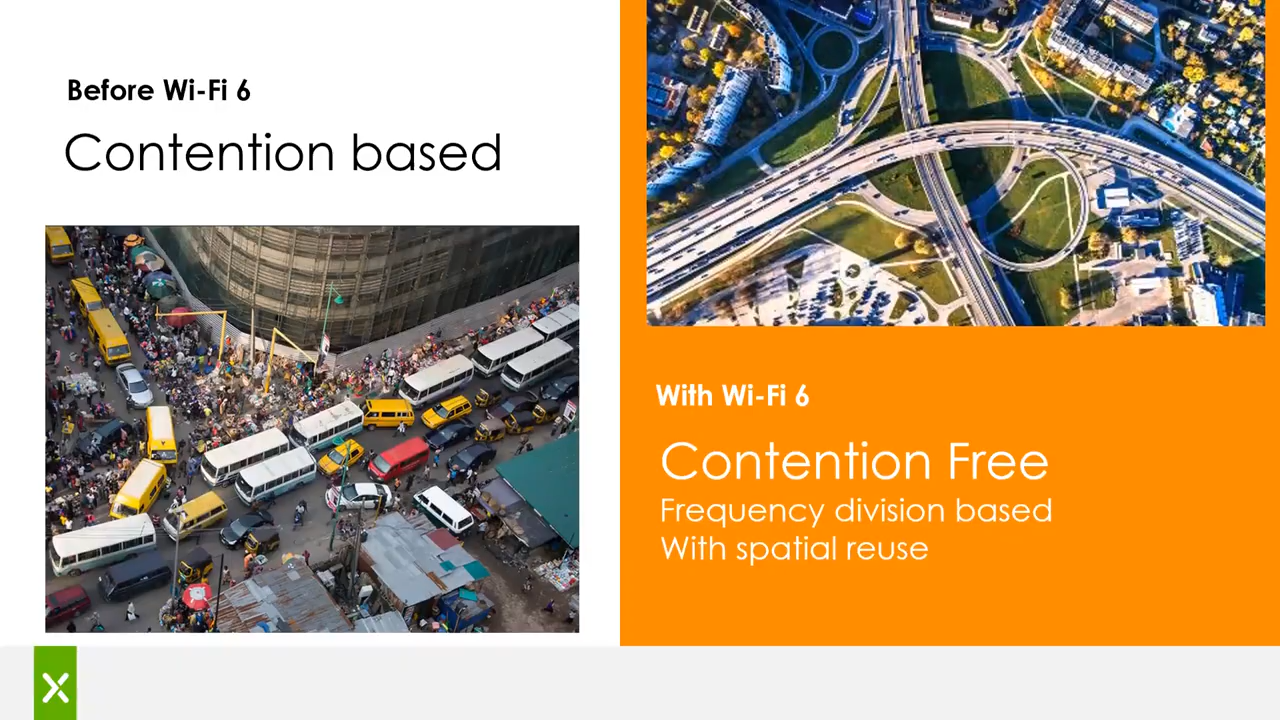 Before Wi-Fi 6
Contention based
With Wi-Fi 6
Contention Free
Frequency division based
With spatial reuse